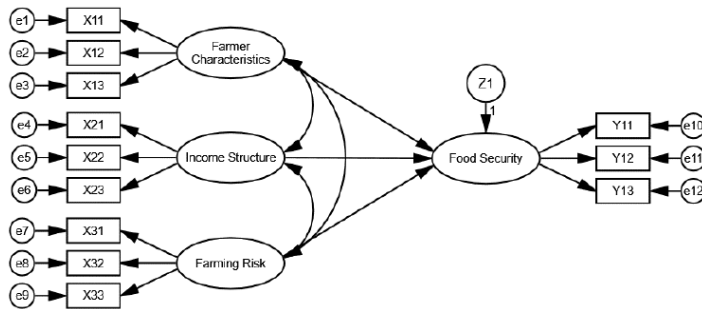 e1 X11
e2 X12
e3 X13
Farmer
Characteristics
Z1
1
e4 X21
e5 X22
e6 X23
Income Structure
Food Security
Y11 e10
Y12 e11
Y13 e12
e7 X31
e8 X32
e9 X33
Farming Risk